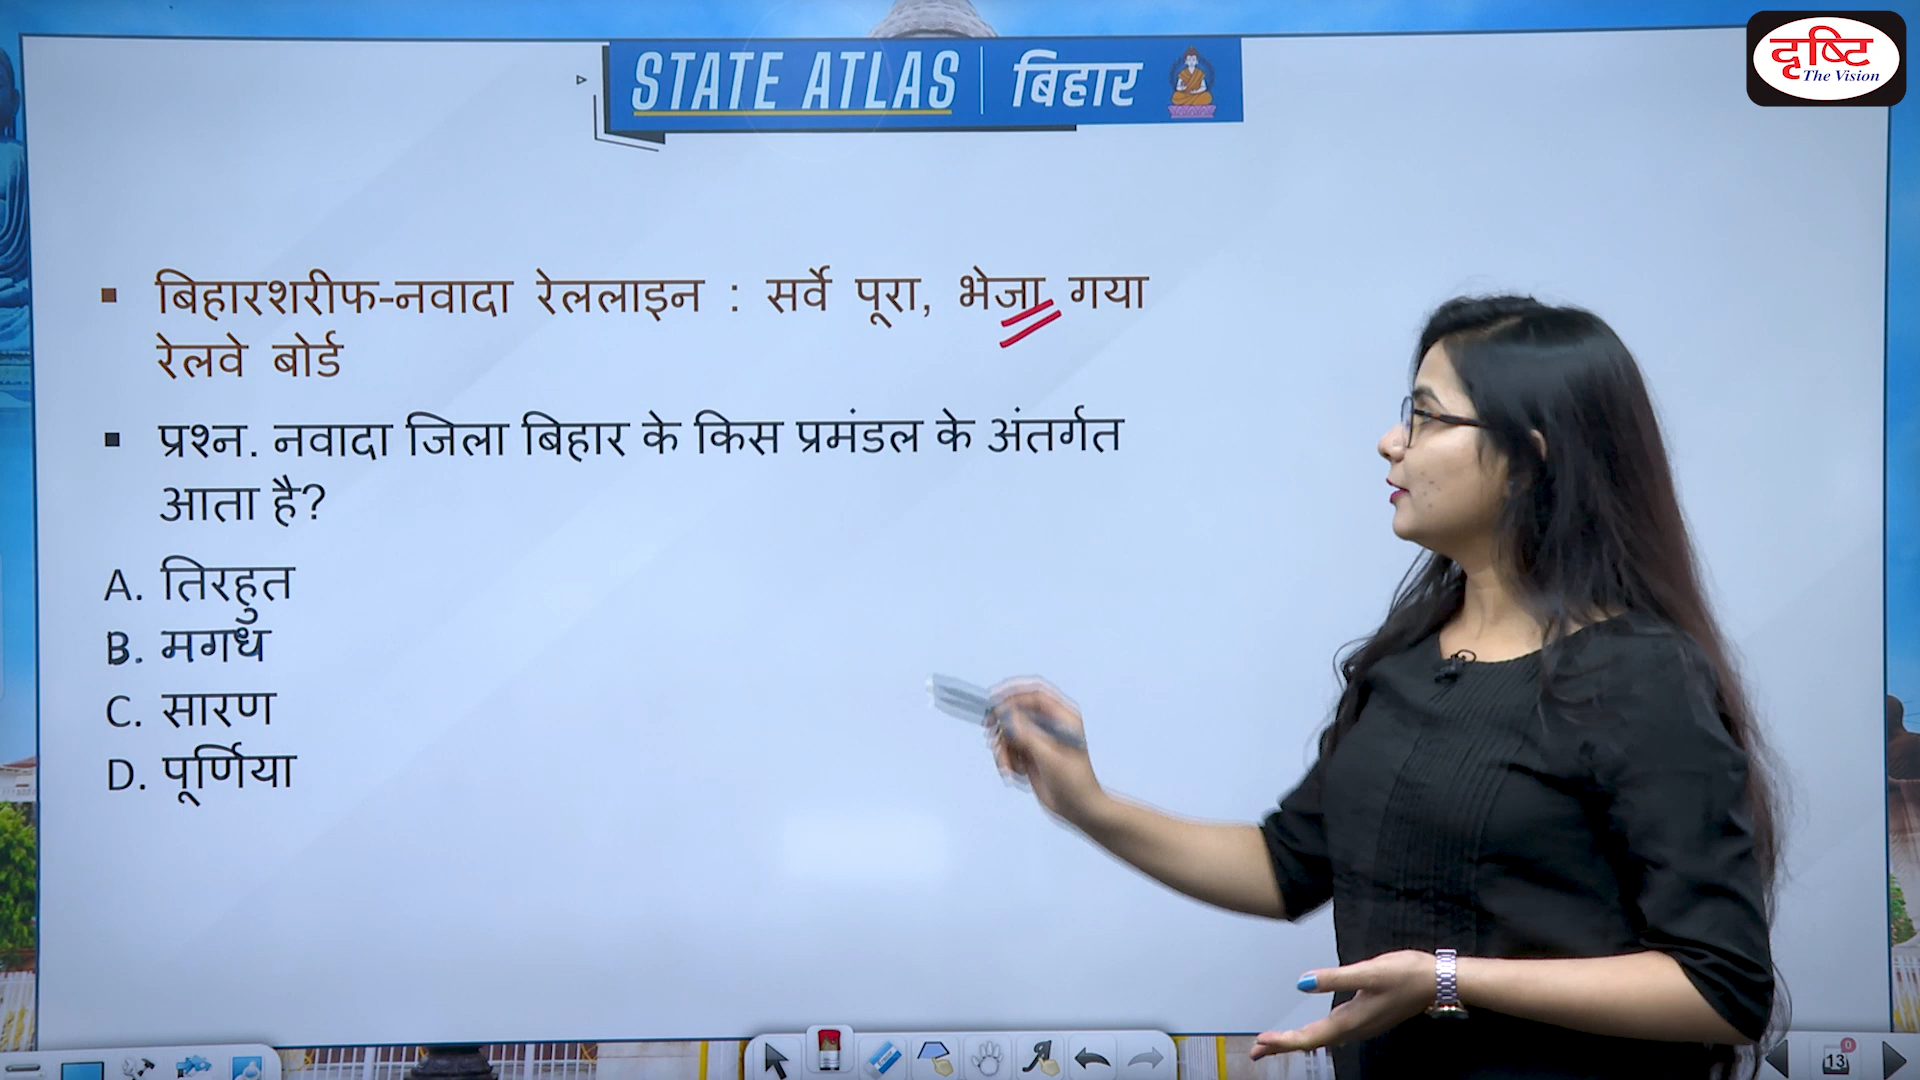 दृष्टि
The Vision
STATE ATLAS | बिहार
▪ बिहारशरीफ-नवादा रेललाइन : सर्वे पूरा, भेजा गया
रेलवे बोर्ड
▪ प्रश्न. नवादा जिला बिहार के किस प्रमंडल के अंतर्गत
आता है?
A. तिरहुत
B. मगध
C. सारण
D. पूर्णिया
13
0